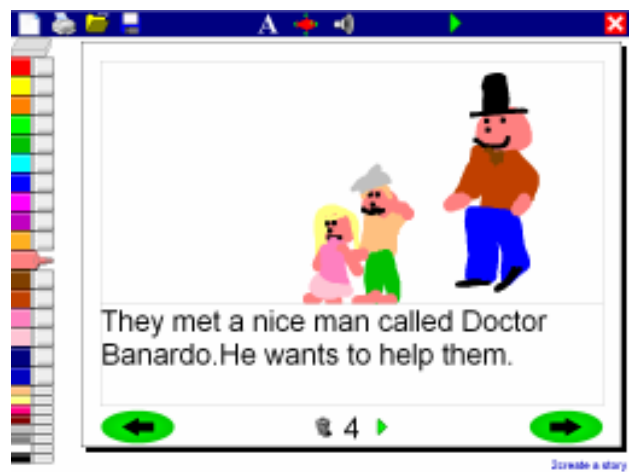 A
They met a nice man called Doctor
Banardo.He wants to help them.
4
2create a story